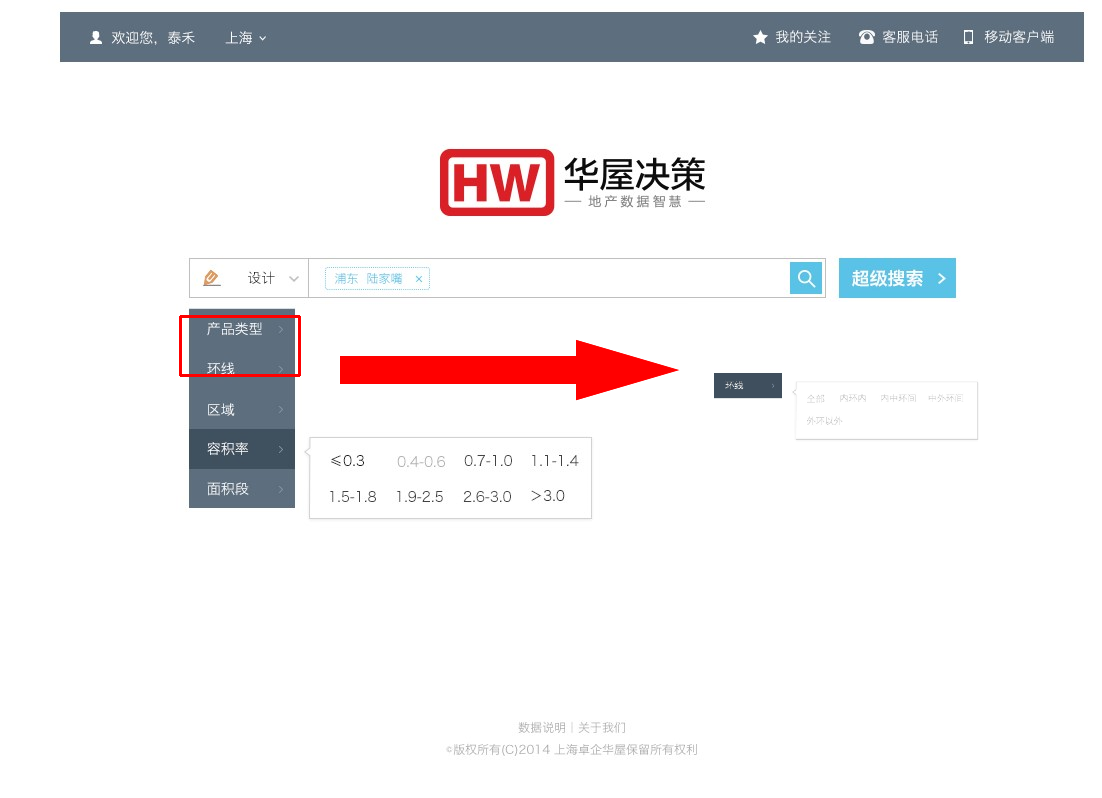 欢迎您，泰禾 上海 我的关注 客服电话 移动客户端
HW 华屋决策
地产数据智慧
设计 浦东 陆家嘴 × 超级搜索
产品类型
环线
区域
容积率
面积段
环线
全部 内环内 内中环间 中外环间
外环以外
≤0.3 0.4-0.6 0.7-1.0 1.1-1.4
1.5-1.8 1.9-2.5 2.6-3.0 >3.0
数据说明 | 关于我们
©版权所有(C)2014 上海卓企华屋保留所有权利